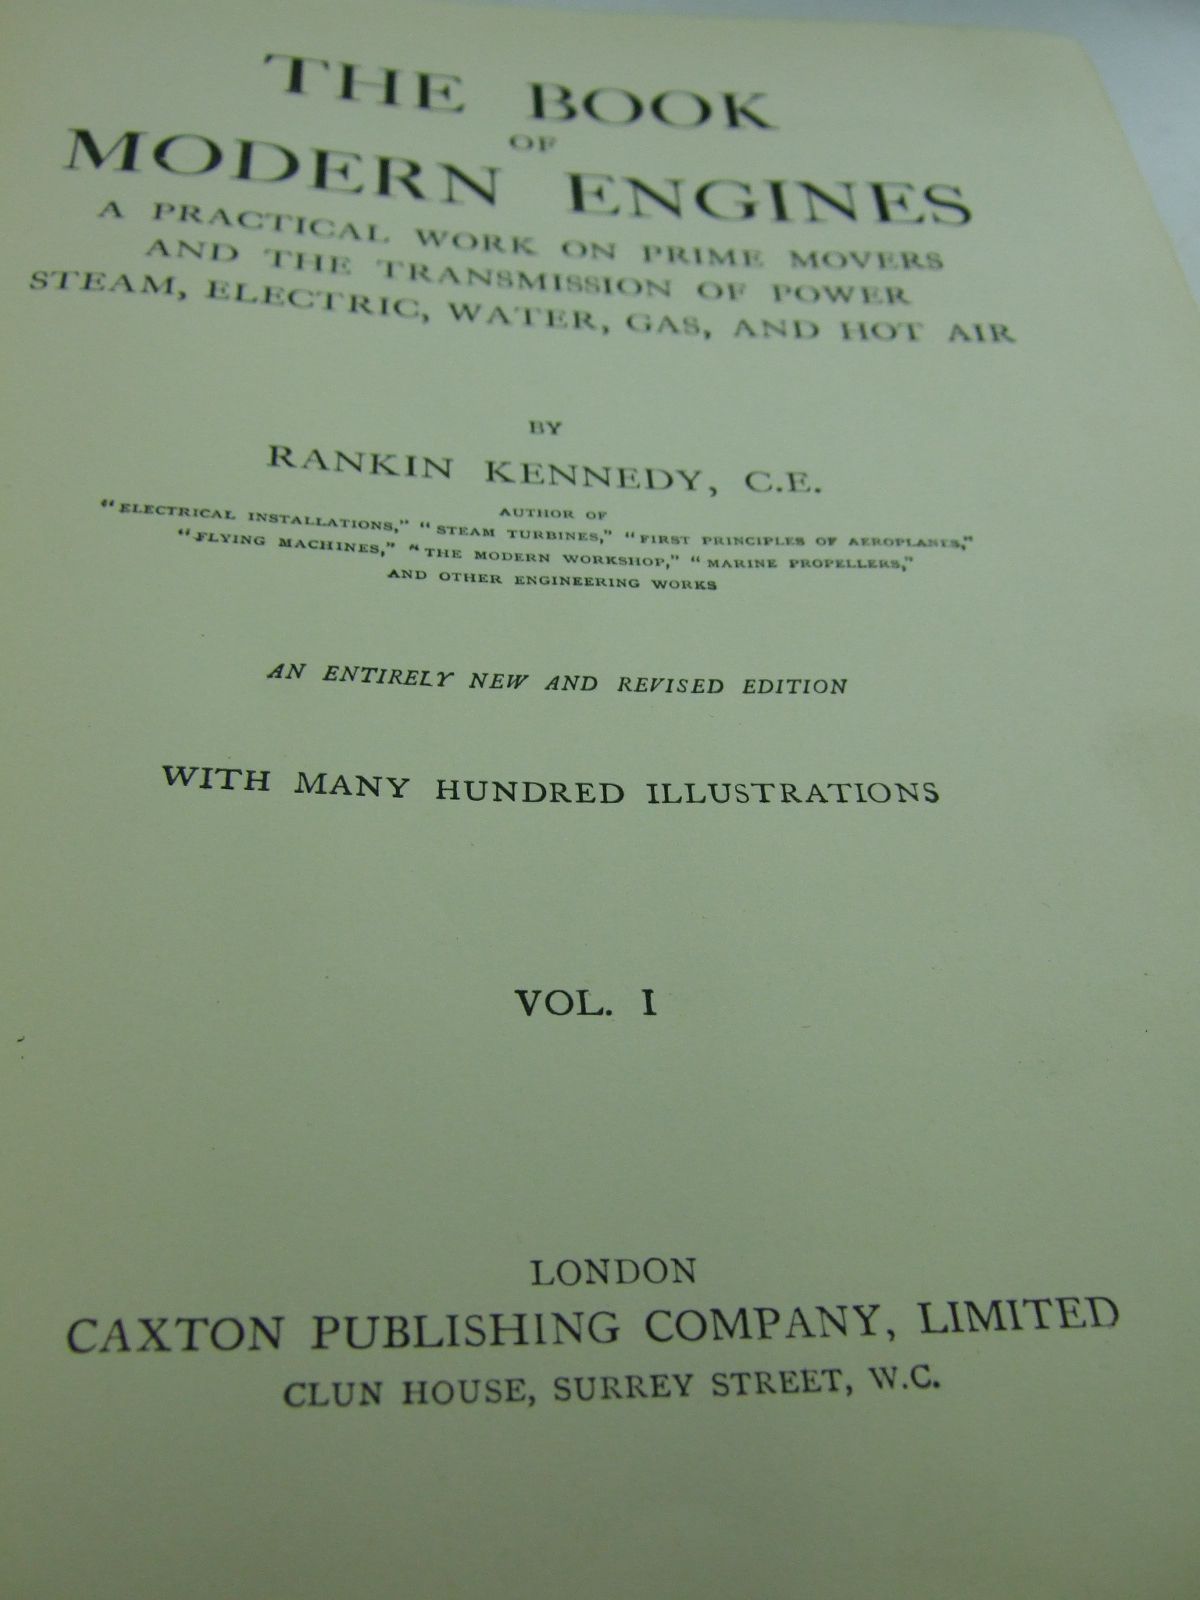 THE BOOK
OF
MODERN ENGINES
A PRACTICAL WORK ON PRIME MOVERS
AND THE TRANSMISSION OF POWER
STEAM, ELECTRIC, WATER, GAS, AND HOT AIR
BY
RANKIN KENNEDY, C.E.
AUTHOR OF
"ELECTRICAL INSTALLATIONS," "STEAM TURBINES," "FIRST PRINCIPLES OF AEROPLANES,"
"FLYING MACHINES," "THE MODERN WORKSHOP," "MARINE PROPELLERS,"
AND OTHER ENGINEERING WORKS
AN ENTIRELY NEW AND REVISED EDITION
WITH MANY HUNDRED ILLUSTRATIONS
VOL. I
LONDON
CAXTON PUBLISHING COMPANY, LIMITED
CLUN HOUSE, SURREY STREET, W.C.